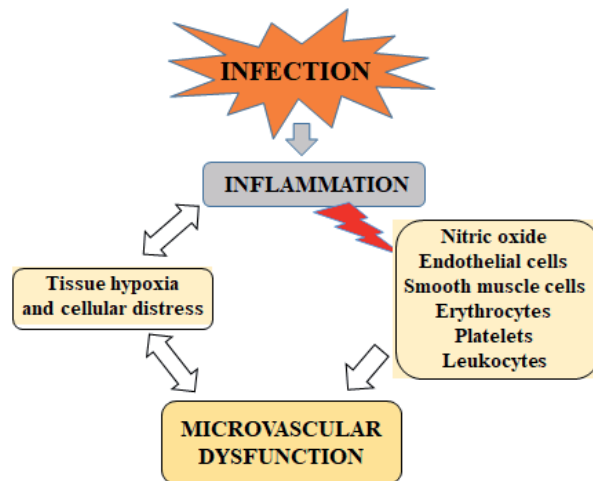 INFECTION
INFLAMMATION
Nitric oxide
Endothelial cells
Smooth muscle cells
Erythrocytes
Platelets
Leukocytes
Tissue hypoxia
and cellular distress
MICROVASCULAR
DYSFUNCTION